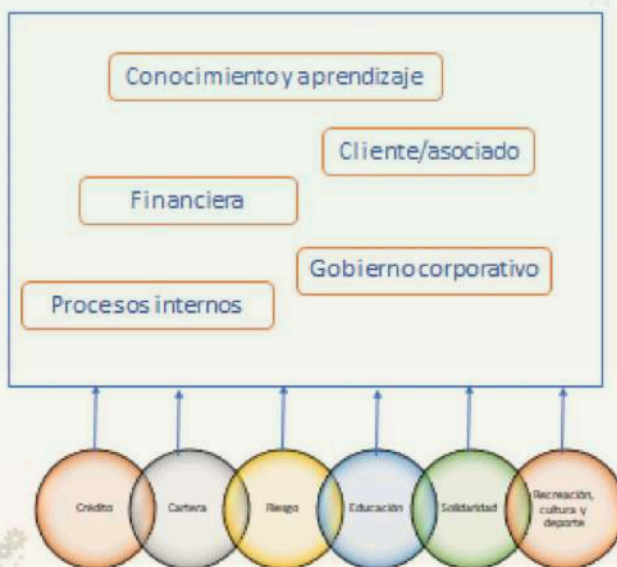 Conocimiento y aprendizaje
Cliente/asociado
Financiera
Gobierno corporativo
Procesos internos
Crédito
Cartera
Riesgo
Educación
Solidaridad
Recreación,
cultura y
deporte